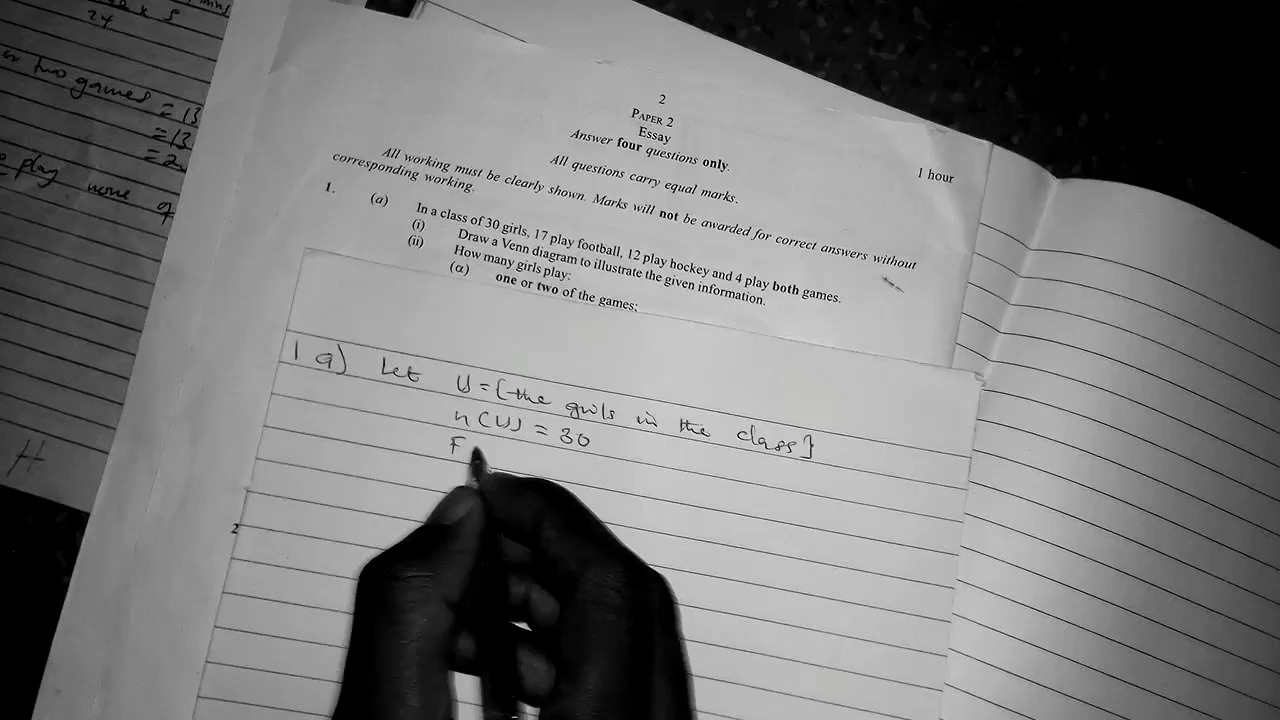 24
two games = 13
= 13
= 2
play none
H
2
PAPER 2
Essay
1 hour
Answer four questions only.
All questions carry equal marks.
All working must be clearly shown. Marks will not be awarded for correct answers without
corresponding working.
1. (a) In a class of 30 girls, 17 play football, 12 play hockey and 4 play both games.
(i) Draw a Venn diagram to illustrate the given information.
(ii) How many girls play:
(α) one or two of the games;
1 a) Let U = {the girls in the class}
n(U) = 30
F
2